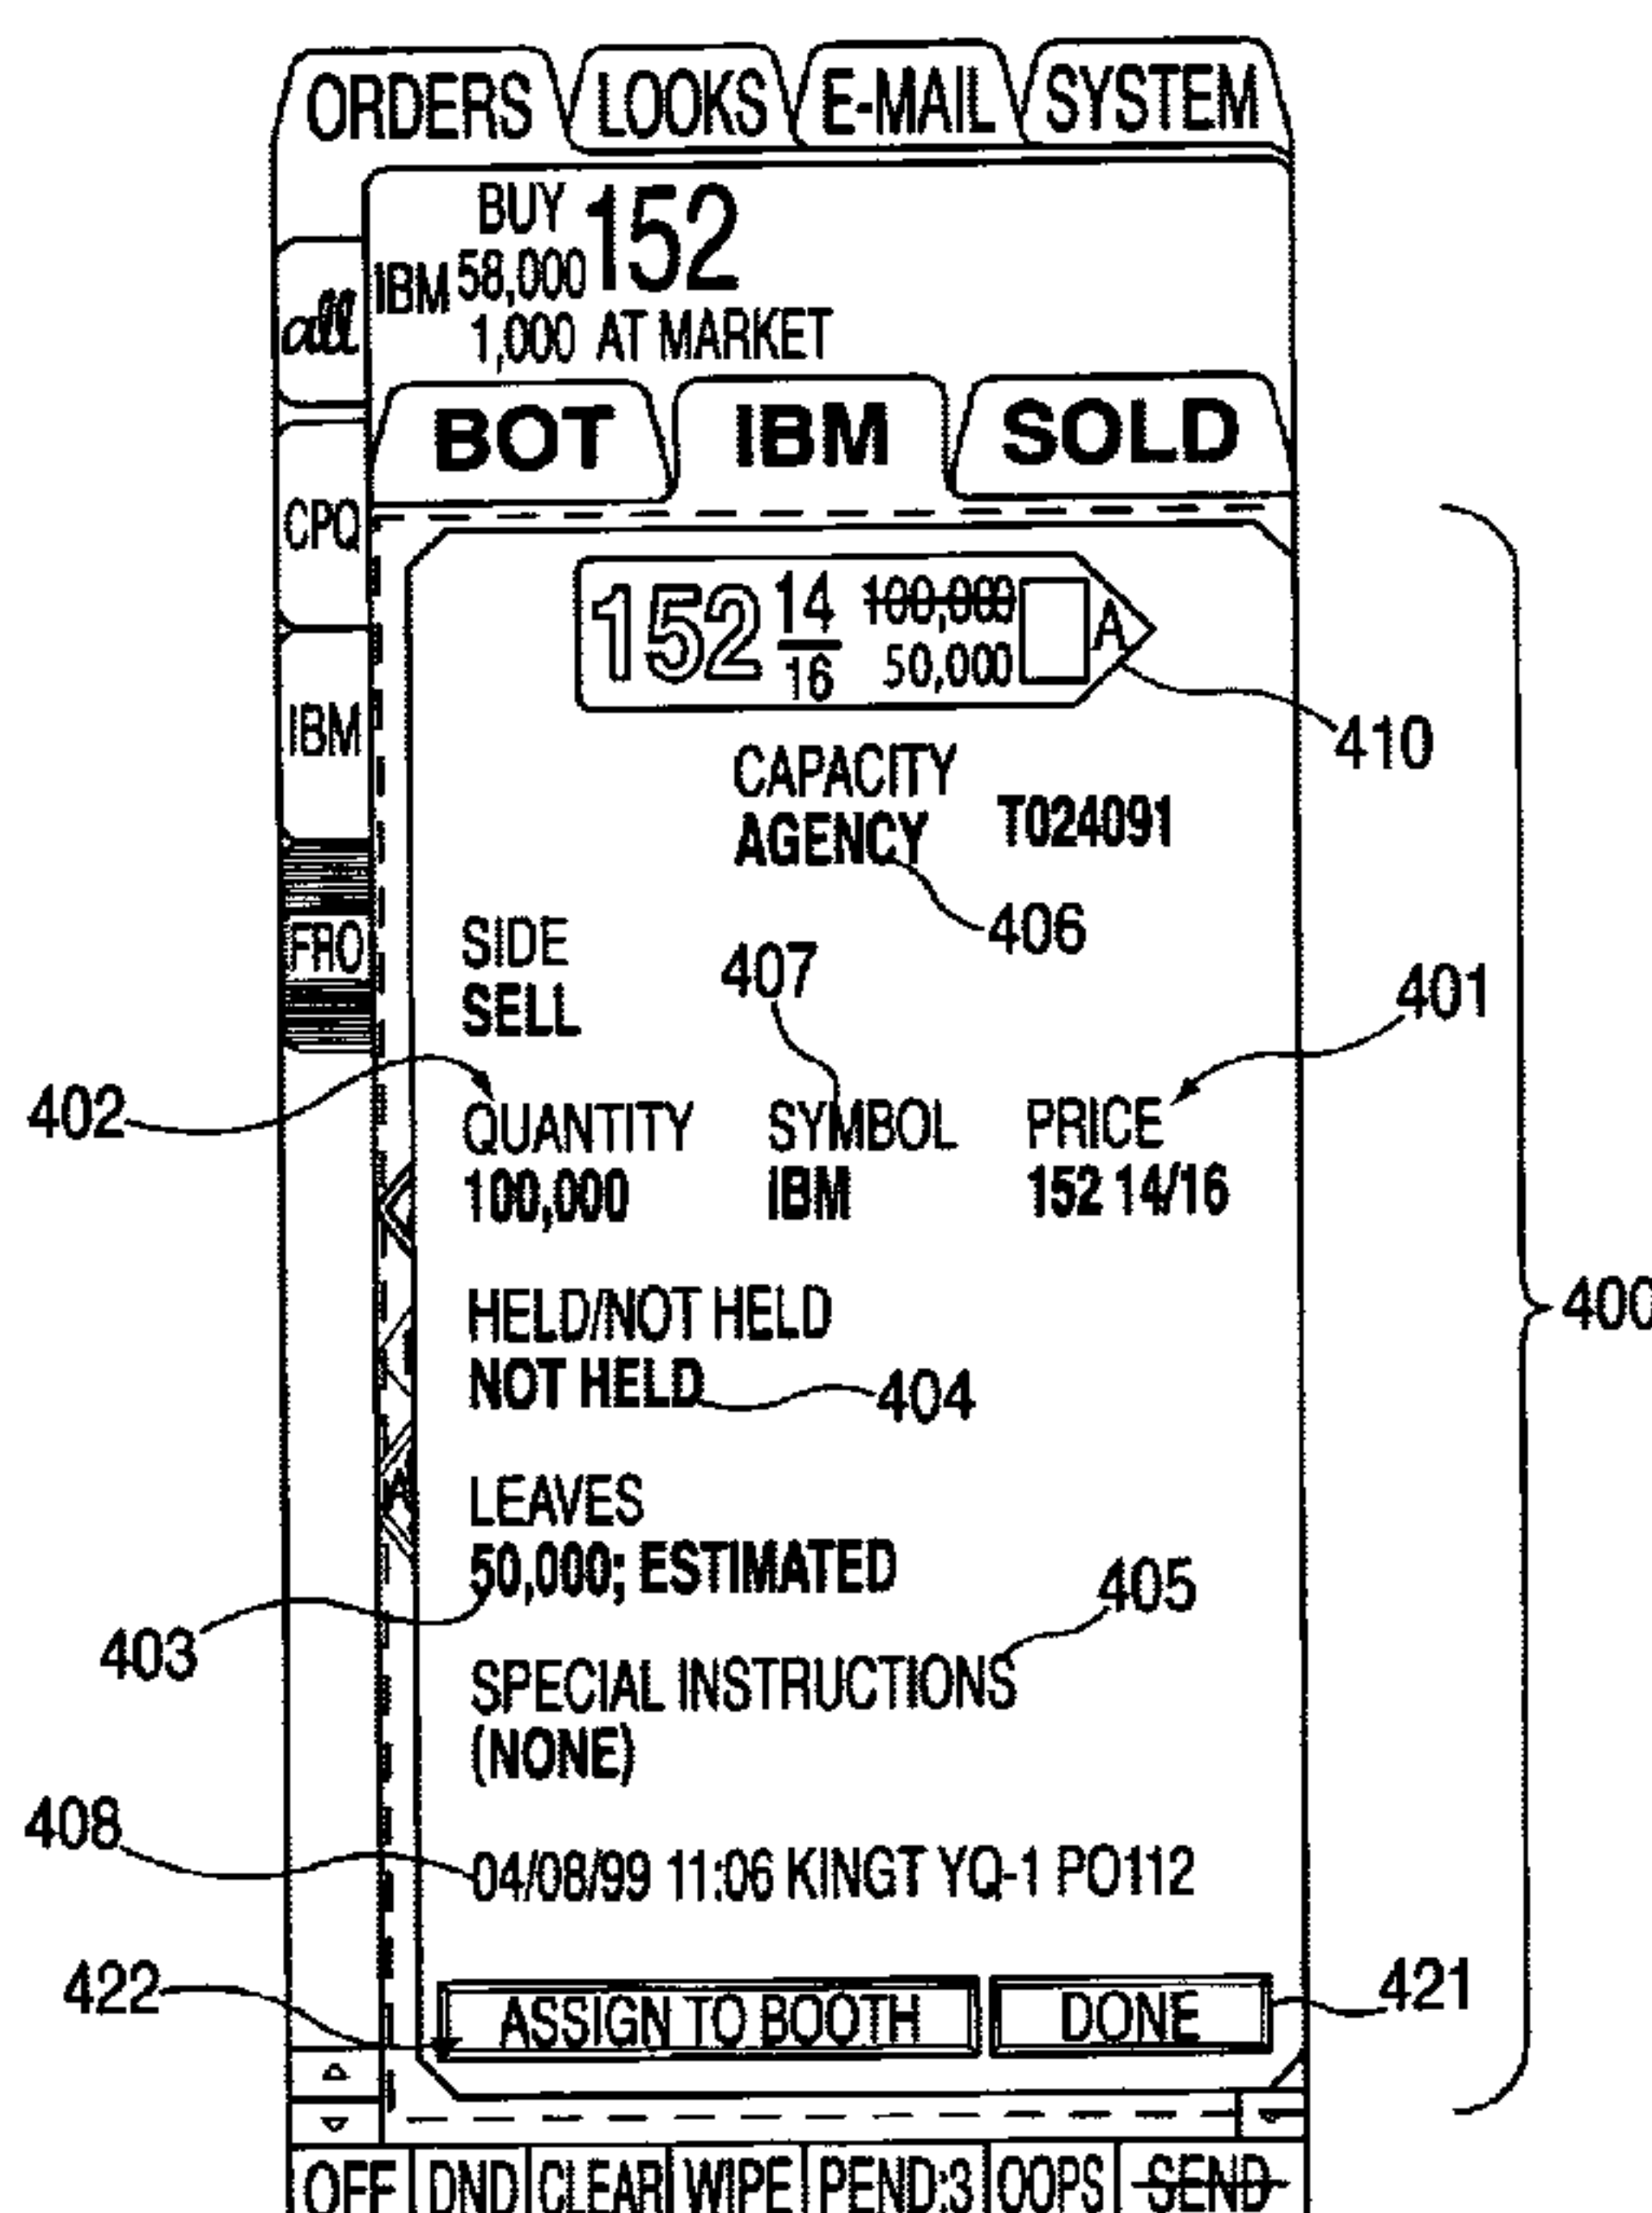 ORDERS LOOKS E-MAIL SYSTEM
BUY
152
IBM 58,000
1,000 AT MARKET
all
BOT IBM SOLD
CPQ
152 14/16 100,000
50,000
A
410
IBM
CAPACITY
AGENCY T024091
406
FRO
SIDE
SELL
407
401
402
QUANTITY SYMBOL PRICE
100,000 IBM 152 14/16
HELD/NOT HELD
NOT HELD
404
400
A
LEAVES
50,000; ESTIMATED
403
405
SPECIAL INSTRUCTIONS
(NONE)
408
04/08/99 11:06 KINGT YQ-1 PO112
422
ASSIGN TO BOOTH DONE
421
OFF DND CLEAR WIPE PEND:3 OOPS SEND